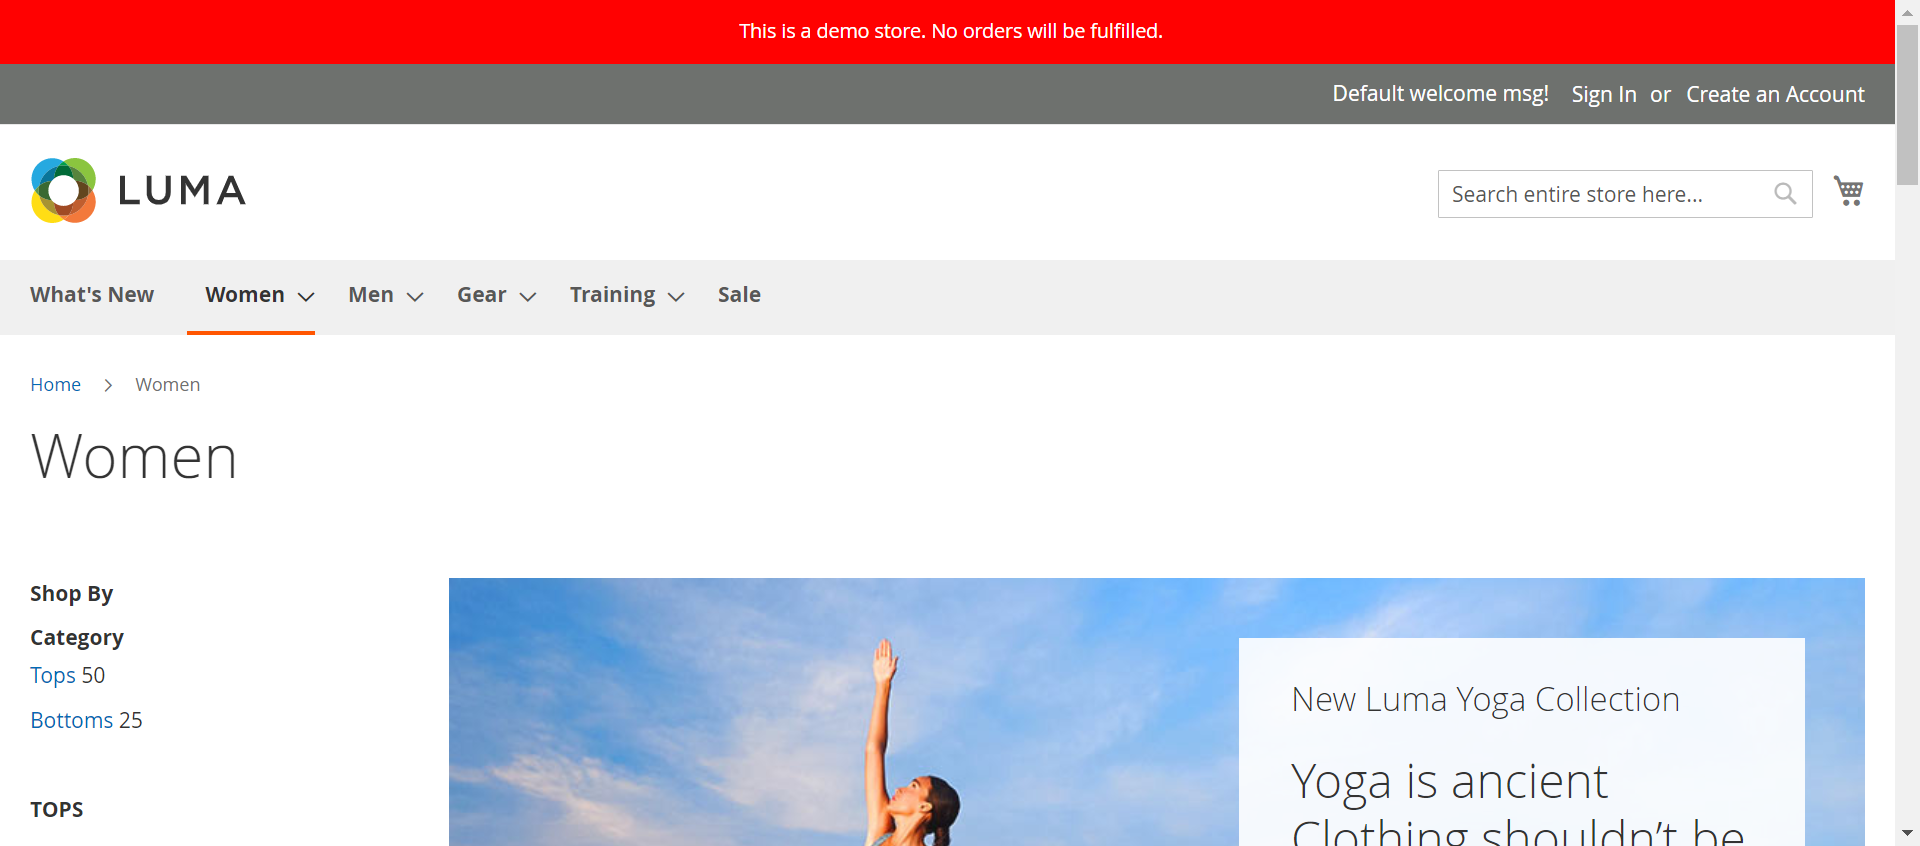 This is a demo store. No orders will be fulfilled.
Default welcome msg! Sign In or Create an Account
LUMA
Search entire store here...
What's New Women Men Gear Training Sale
Home Women
Women
Shop By
Category
Tops 50
Bottoms 25
TOPS
New Luma Yoga Collection
Yoga is ancient
Clothing shouldn't be